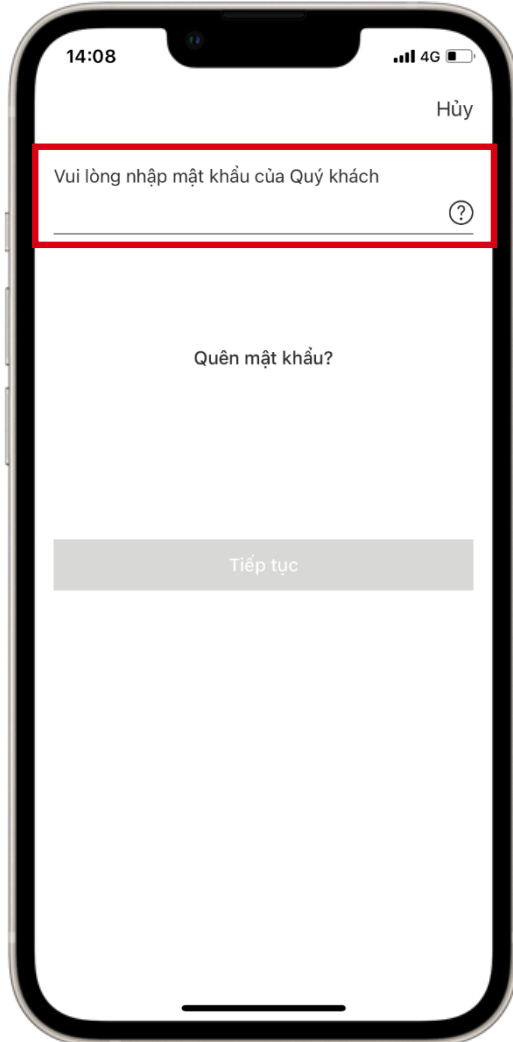 14:08
4G
Hủy
Vui lòng nhập mật khẩu của Quý khách
?
Quên mật khẩu?
Tiếp tục